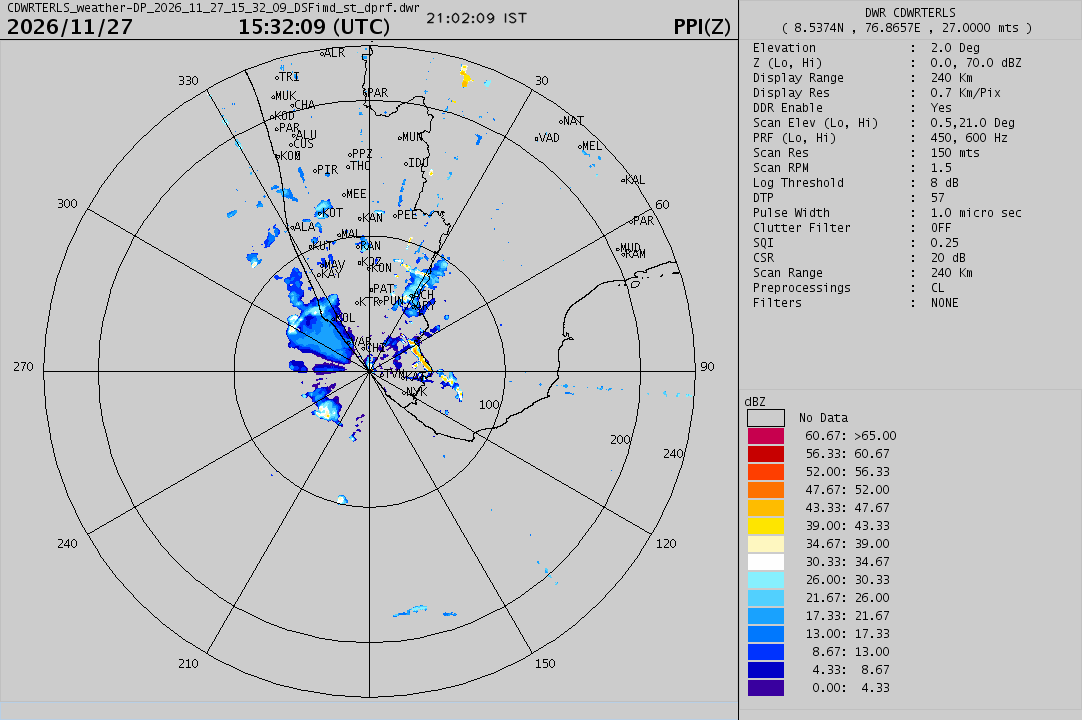 CDWRTERLS_weather-DP_2026_11_27_15_32_09_DSFimd_st_dprf.dwr
2026/11/27 15:32:09 (UTC) 21:02:09 IST PPI(Z)
DWR CDWRTERLS
( 8.5374N , 76.8657E , 27.0000 mts )
Elevation : 2.0 Deg
Z (Lo, Hi) : 0.0, 70.0 dBZ
Display Range : 240 Km
Display Res : 0.7 Km/Pix
DDR Enable : Yes
Scan Elev (Lo, Hi) : 0.5,21.0 Deg
PRF (Lo, Hi) : 450, 600 Hz
Scan Res : 150 mts
Scan RPM : 1.5
Log Threshold : 8 dB
DTP : 57
Pulse Width : 1.0 micro sec
Clutter Filter : OFF
SQI : 0.25
CSR : 20 dB
Scan Range : 240 Km
Preprocessings : CL
Filters : NONE
dBZ
No Data
60.67: >65.00
56.33: 60.67
52.00: 56.33
47.67: 52.00
43.33: 47.67
39.00: 43.33
34.67: 39.00
30.33: 34.67
26.00: 30.33
21.67: 26.00
17.33: 21.67
13.00: 17.33
8.67: 13.00
4.33: 8.67
0.00: 4.33
ALR
TRI
330
30
MUK
PAR
CHA
KOD
NAT
PAR
ALU
MUN
VAD
CUS
MEL
PPZ
IDU
THO
PIR
KAL
MEE
300
60
KOT
KAN
PEE
PAR
ALA
MAL
KUT
KAN
MUD
RAM
MAV
KAY
KON
PAT
ACH
KTR
PUN
KOL
VAR
CHI
270
90
TVM
NYK
100
200
240
240
120
210
150